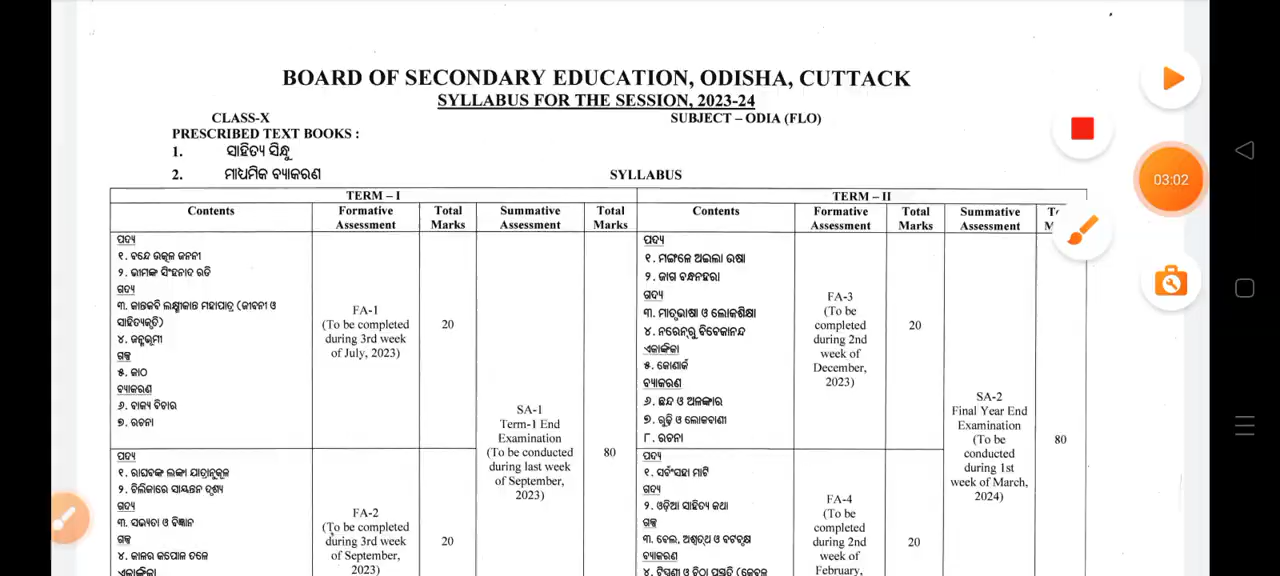 BOARD OF SECONDARY EDUCATION, ODISHA, CUTTACK
SYLLABUS FOR THE SESSION, 2023-24
CLASS-X SUBJECT – ODIA (FLO)
PRESCRIBED TEXT BOOKS :
1. ସାହିତ୍ୟ ସିନ୍ଧୁ
2. ମାଧ୍ୟମିକ ବ୍ୟାକରଣ
SYLLABUS
TERM – I
Contents
Formative Assessment
Total Marks
Summative Assessment
Total Marks
ପଦ୍ୟ
୧. ବନ୍ଦେ ଉତ୍କଳ ଜନନୀ
୨. ଭୀମଙ୍କ ସିଂହନାଦ ରଡି
ଗଦ୍ୟ
୩. କାନ୍ତକବି ଲକ୍ଷ୍ମୀକାନ୍ତ ମହାପାତ୍ର (ଜୀବନୀ ଓ
ସାହିତ୍ୟକୃତି)
୪. ଜନ୍ମଭୂମୀ
ଗଳ୍ପ
୫. କାଠ
ବ୍ୟାକରଣ
୬. ବାକ୍ୟ ବିଚାର
୭. ରଚନା
FA-1
(To be completed
during 3rd week
of July, 2023)
20
ପଦ୍ୟ
୧. ରାଘବଙ୍କ ଲଙ୍କା ଯାତ୍ରାନୁକୂଳ
୨. ଚିଲିକାରେ ସାୟନ୍ତନ ଦୃଶ୍ୟ
ଗଦ୍ୟ
୩. ସଭ୍ୟତା ଓ ବିଜ୍ଞାନ
ଗଳ୍ପ
୪. କାଳର କପୋଳ ତଳେ
ଏକାଙ୍କିକା
FA-2
(To be completed
during 3rd week
of September,
2023)
20
SA-1
Term-1 End
Examination
(To be conducted
during last week
of September,
2023)
80
TERM – II
Contents
Formative Assessment
Total Marks
Summative Assessment
ପଦ୍ୟ
୧. ମଙ୍ଗଳେ ଅଇଲା ଉଷା
୨. ଜାଗ ବନ୍ଧନହରା
ଗଦ୍ୟ
୩. ମାତୃଭାଷା ଓ ଲୋକଶିକ୍ଷା
୪. ନରେନ୍ଦ୍ରରୁ ବିବେକାନନ୍ଦ
ଏକାଙ୍କିକା
୫. କୋଣାର୍କ
ବ୍ୟାକରଣ
୬. ଛନ୍ଦ ଓ ଅଳଙ୍କାର
୭. ରୂଢ଼ି ଓ ଲୋକବାଣୀ
୮. ରଚନା
FA-3
(To be
completed
during 2nd
week of
December,
2023)
20
ପଦ୍ୟ
୧. ସର୍ବଂସହା ମାଟି
ଗଦ୍ୟ
୨. ଓଡ଼ିଆ ସାହିତ୍ୟ କଥା
ଗଳ୍ପ
୩. ବେଲ, ଅଶ୍ୱତ୍ଥ ଓ ବଟବୃକ୍ଷ
ବ୍ୟାକରଣ
FA-4
(To be
completed
during 2nd
week of
February,
20
SA-2
Final Year End
Examination
(To be
conducted
during 1st
week of March,
2024)
80
03:02